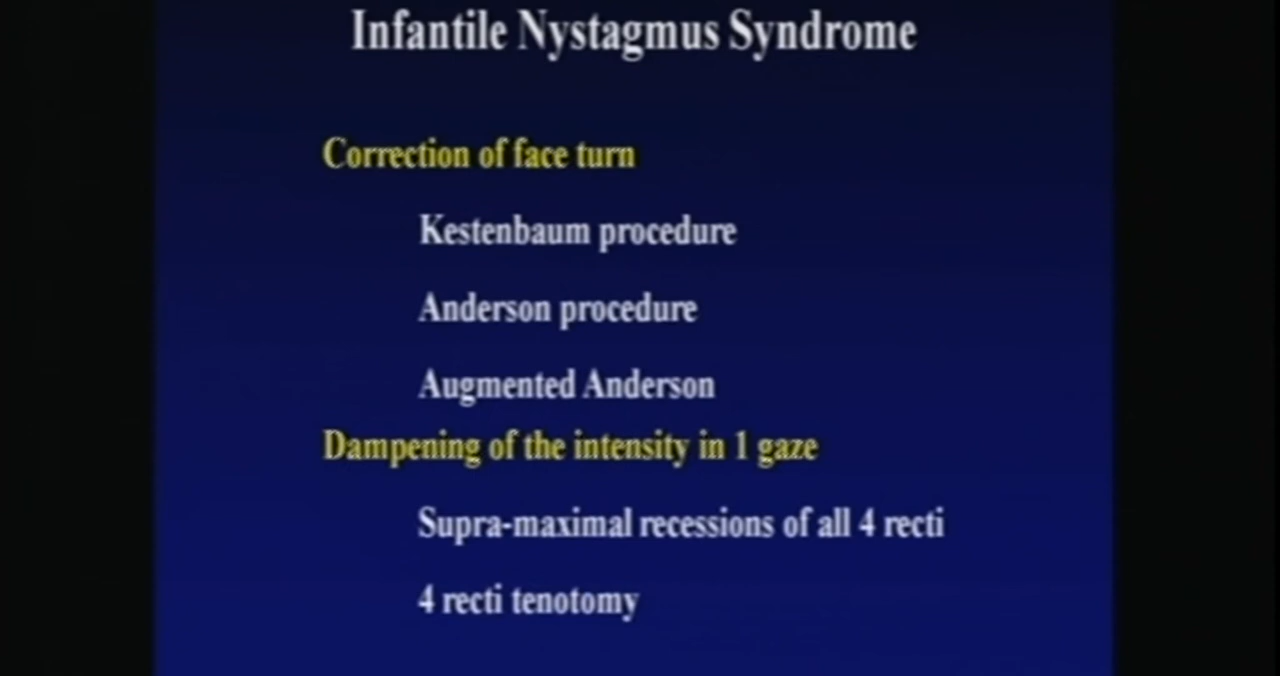 Infantile Nystagmus Syndrome
Correction of face turn
Kestenbaum procedure
Anderson procedure
Augmented Anderson
Dampening of the intensity in 1 gaze
Supra-maximal recessions of all 4 recti
4 recti tenotomy